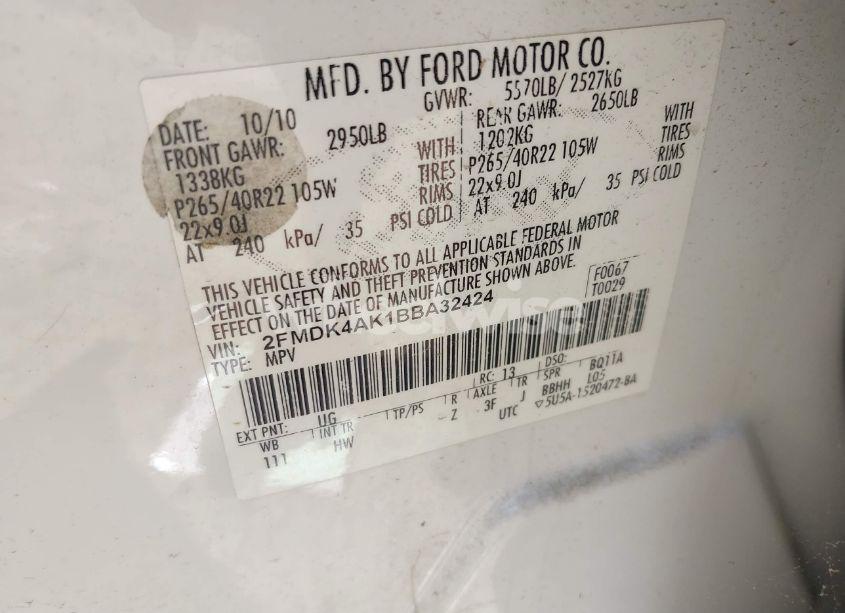 MFD. BY FORD MOTOR CO.
DATE: 10/10 GVWR: 5570LB/ 2527KG
FRONT GAWR: 2950LB REAR GAWR: 2650LB
1338KG WITH 1202KG WITH
P265/40R22 105W TIRES P265/40R22 105W TIRES
22x9.0J RIMS 22x9.0J RIMS
AT 240 kPa/ 35 PSI COLD AT 240 kPa/ 35 PSI COLD
THIS VEHICLE CONFORMS TO ALL APPLICABLE FEDERAL MOTOR
VEHICLE SAFETY AND THEFT PREVENTION STANDARDS IN
EFFECT ON THE DATE OF MANUFACTURE SHOWN ABOVE.
VIN: 2FMDK4AK1BBA32424 F0067
TYPE: MPV T0029
EXT PNT: UG RC: 13 DSO:
WB INT TR TP/PS R AXLE TR SPR BQ11A
111 HW - Z 3F J BBHH L05
UTC ▽5U5A-1520472-BA